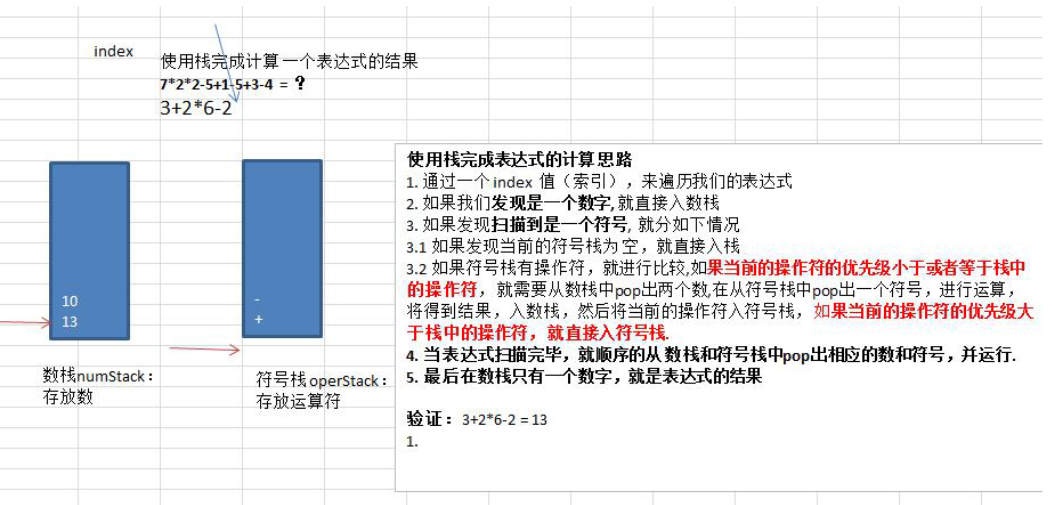 index
使用栈完成计算一个表达式的结果
7*2*2-5+1-5+3-4 = ？
3+2*6-2
10
13
-
+
数栈numStack：
存放数
符号栈operStack：
存放运算符
使用栈完成表达式的计算 思路
1. 通过一个 index 值（索引），来遍历我们的表达式
2. 如果我们发现是一个数字, 就直接入数栈
3. 如果发现扫描到是一个符号, 就分如下情况
3.1 如果发现当前的符号栈为 空，就直接入栈
3.2 如果符号栈有操作符，就进行比较,如果当前的操作符的优先级小于或者等于栈中
的操作符，就需要从数栈中pop出两个数,在从符号栈中pop出一个符号，进行运算，
将得到结果，入数栈，然后将当前的操作符入符号栈，如果当前的操作符的优先级大
于栈中的操作符，就直接入符号栈.
4. 当表达式扫描完毕，就顺序的从 数栈和符号栈中pop出相应的数和符号，并运行.
5. 最后在数栈只有一个数字，就是表达式的结果
验证：3+2*6-2 = 13
1.